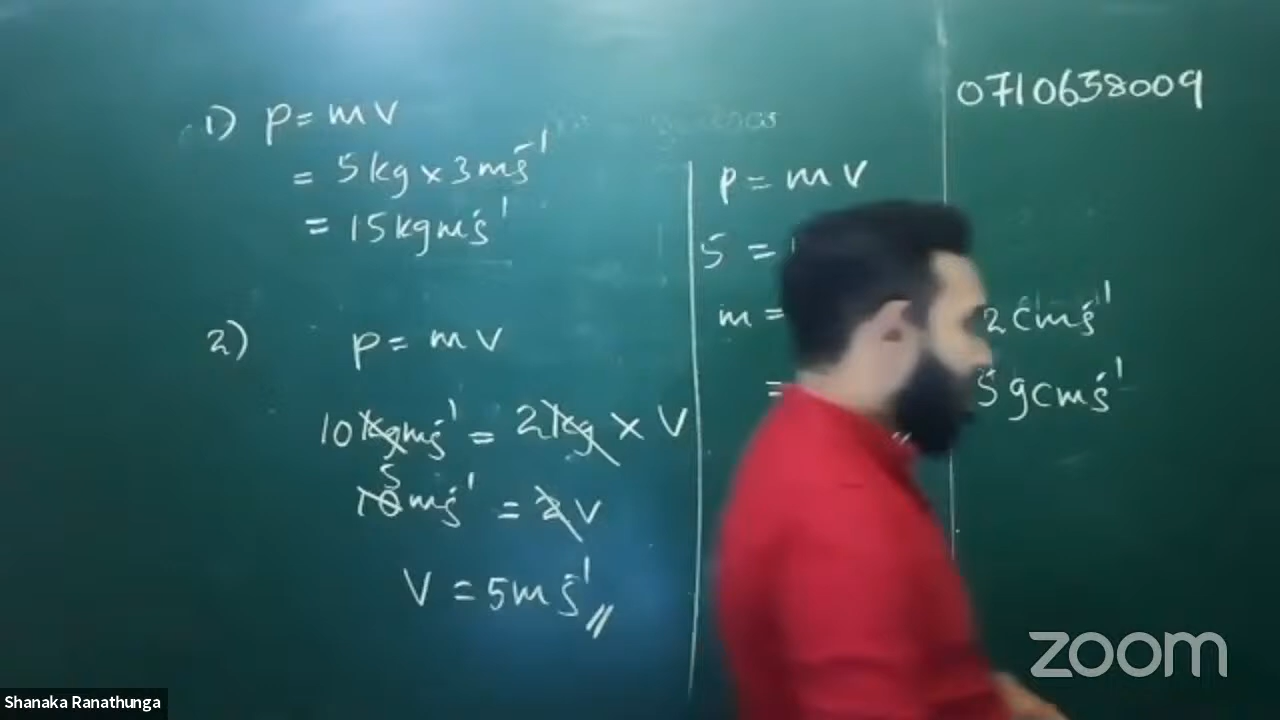 1) p = mv
= 5kg x 3ms⁻¹
= 15kgms⁻¹
2) p = mv
10kgms⁻¹ = 2kg x V
5
10ms⁻¹ = 2V
V = 5ms⁻¹ //
p = mv
5 =
m =
=
0710638009
2cms⁻¹
5gcms⁻¹
zoom
Shanaka Ranathunga